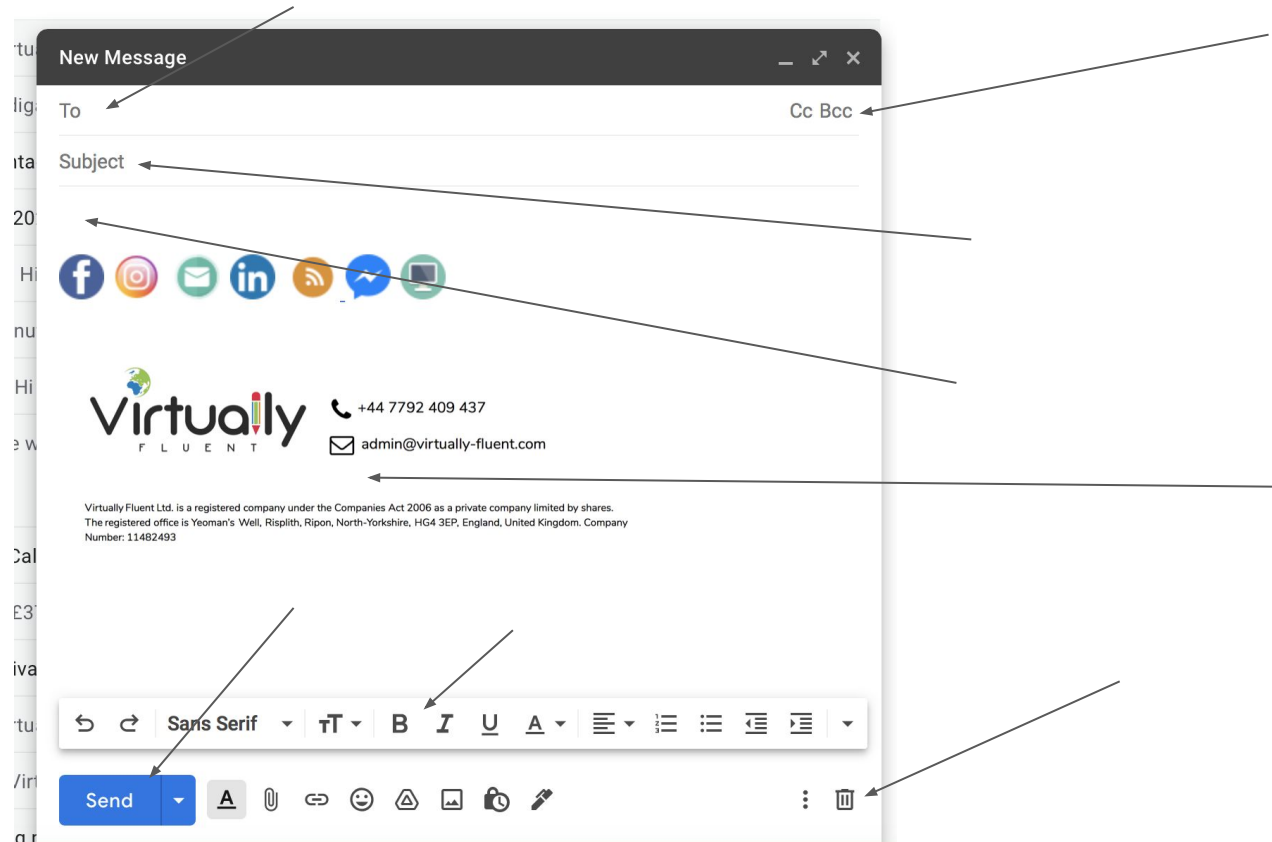 New Message
To
Cc Bcc
Subject
Virtually
FLUENT
+44 7792 409 437
admin@virtually-fluent.com
Virtually Fluent Ltd. is a registered company under the Companies Act 2006 as a private company limited by shares.
The registered office is Yeoman's Well, Risplith, Ripon, North-Yorkshire, HG4 3EP, England, United Kingdom. Company
Number: 11482493
Sans Serif
Send